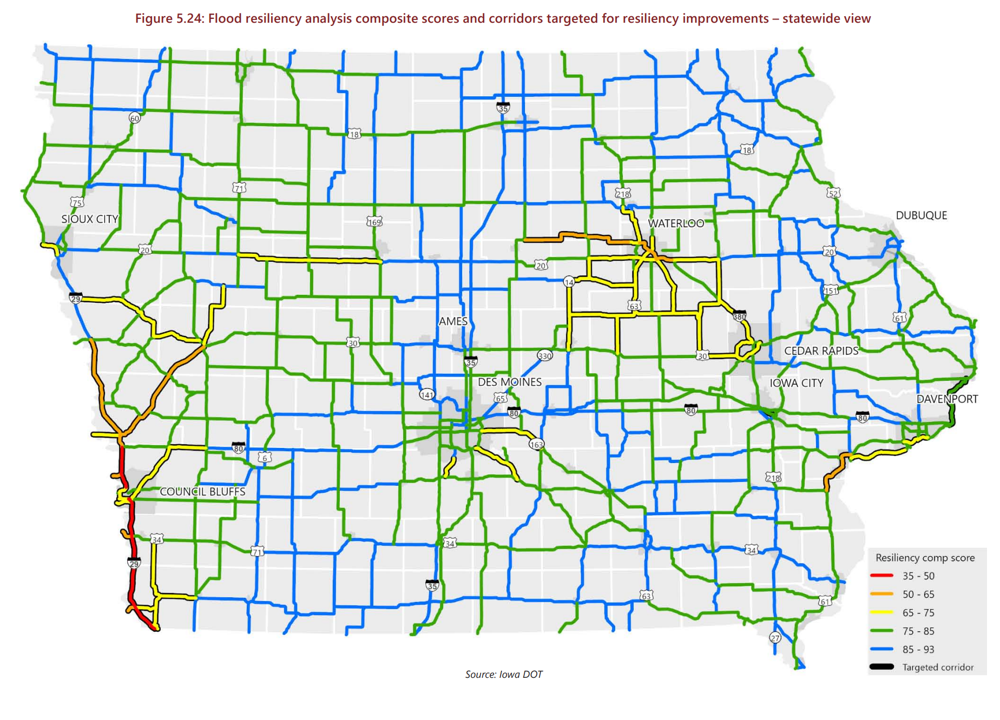 Figure 5.24: Flood resiliency analysis composite scores and corridors targeted for resiliency improvements – statewide view
35
60
18
18
71
218
52
75
SIOUX CITY
169
WATERLOO
DUBUQUE
20
20
20
14
29
63
151
380
61
AMES
30
330
30
CEDAR RAPIDS
35
DES MOINES
IOWA CITY
141
65
DAVENPORT
80
80
80
163
80
6
218
COUNCIL BLUFFS
34
34
71
34
29
35
63
61
27
Resiliency comp score
35 - 50
50 - 65
65 - 75
75 - 85
85 - 93
Targeted corridor
Source: Iowa DOT